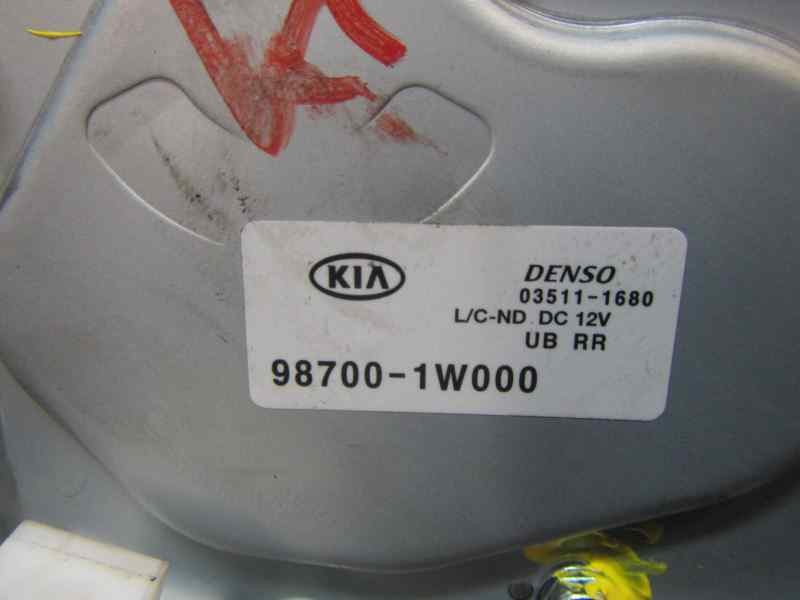 KIA
DENSO
03511-1680
L/C-ND DC 12V
UB RR
98700-1W000